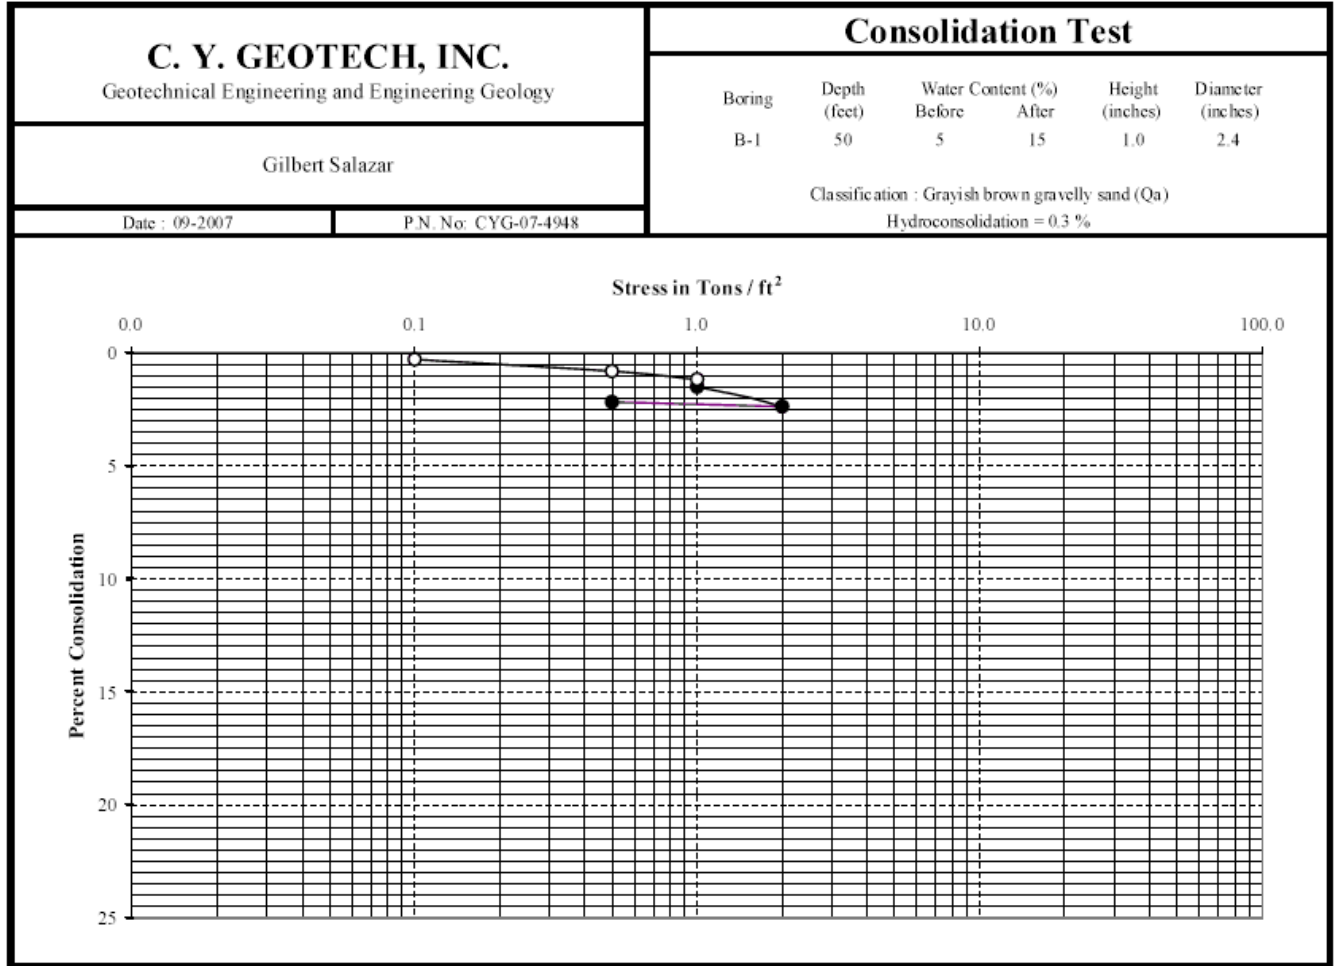 C. Y. GEOTECH, INC.
Geotechnical Engineering and Engineering Geology
Gilbert Salazar
Date : 09-2007
P.N. No: CYG-07-4948
Consolidation Test
Boring
Depth
(feet)
Water Content (%)
Before After
Height
(inches)
Diameter
(inches)
B-1 50 5 15 1.0 2.4
Classification : Grayish brown gravelly sand (Qa)
Hydroconsolidation = 0.3 %
Stress in Tons / ft²
0.0 0.1 1.0 10.0 100.0
Percent Consolidation
0
5
10
15
20
25